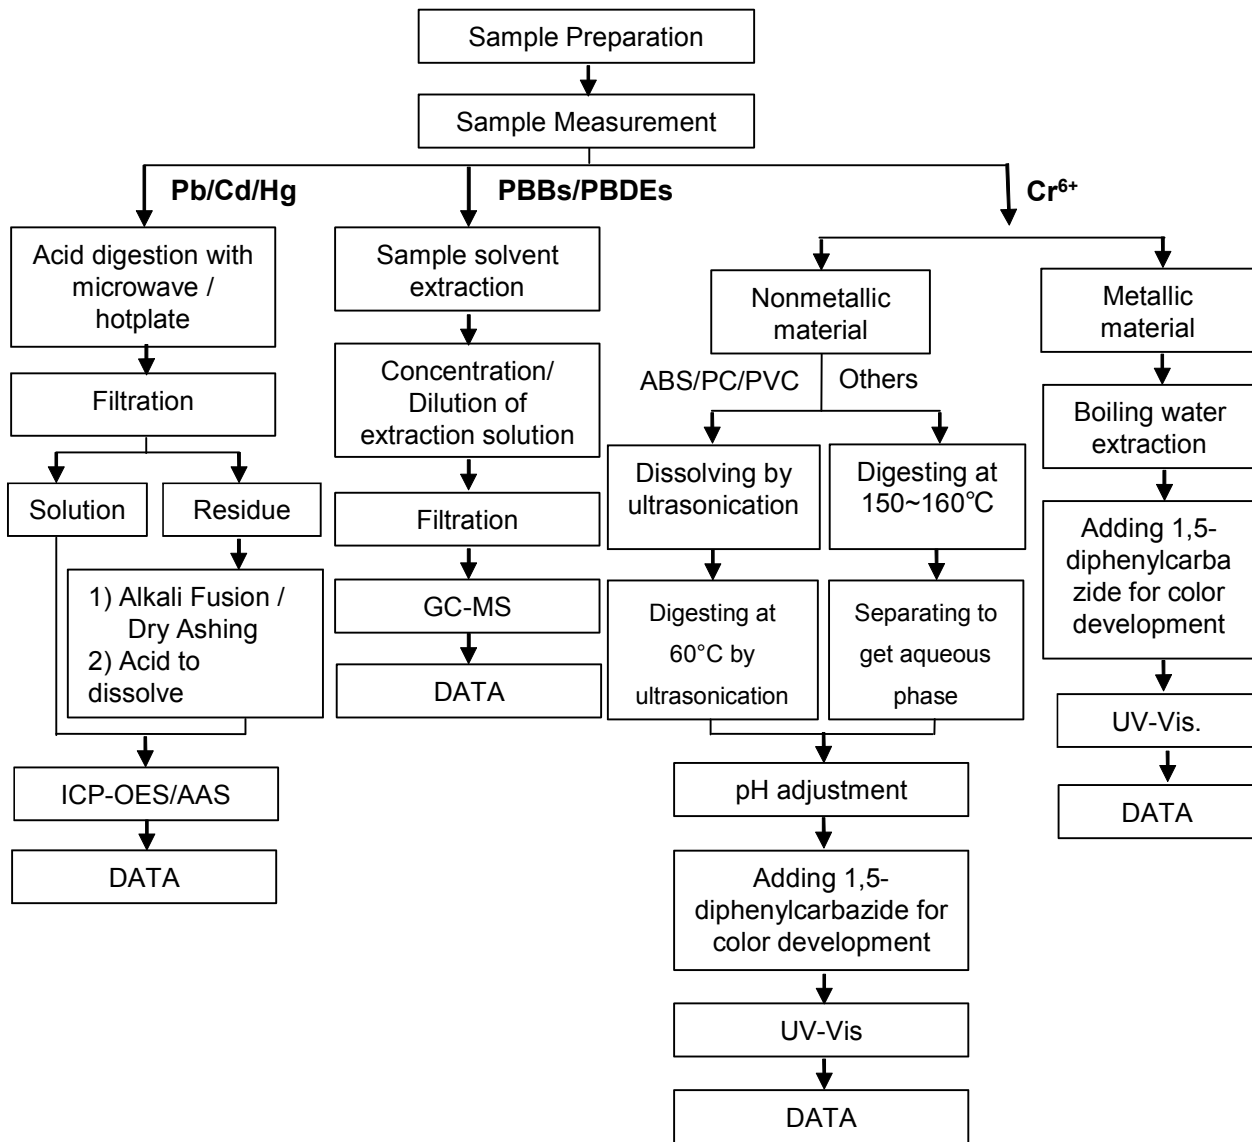 Sample Preparation
Sample Measurement
Pb/Cd/Hg
PBBs/PBDEs
Cr⁶⁺
Acid digestion with
microwave /
hotplate
Filtration
Solution
Residue
1) Alkali Fusion /
Dry Ashing
2) Acid to
dissolve
ICP-OES/AAS
DATA
Sample solvent
extraction
Concentration/
Dilution of
extraction solution
Filtration
GC-MS
DATA
Nonmetallic
material
ABS/PC/PVC
Others
Dissolving by
ultrasonication
Digesting at
60°C by
ultrasonication
Digesting at
150~160℃
Separating to
get aqueous
phase
pH adjustment
Adding 1,5-
diphenylcarbazide for
color development
UV-Vis
DATA
Metallic
material
Boiling water
extraction
Adding 1,5-
diphenylcarba
zide for color
development
UV-Vis.
DATA